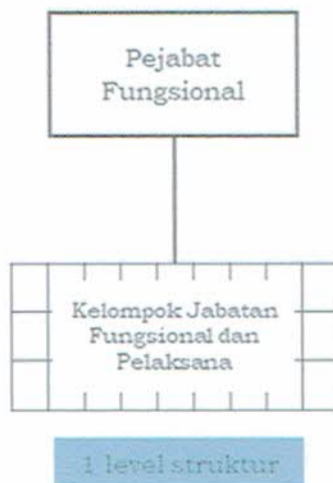 Pejabat
Fungsional
Kelompok Jabatan
Fungsional dan
Pelaksana
1 level struktur